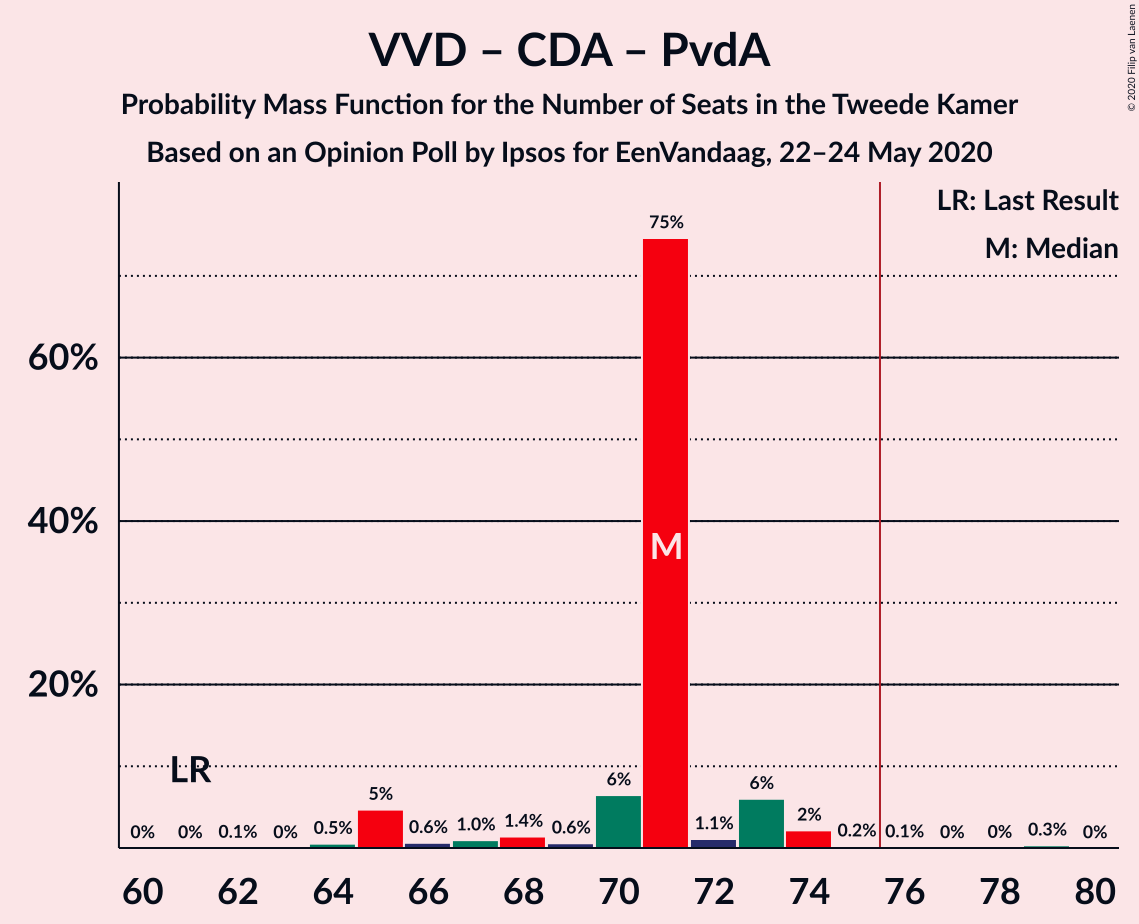 VVD – CDA – PvdA
Probability Mass Function for the Number of Seats in the Tweede Kamer
Based on an Opinion Poll by Ipsos for EenVandaag, 22–24 May 2020
© 2020 Filip van Laenen
LR: Last Result
M: Median
75%
60%
40%
M
20%
LR
0% 0% 0.1% 0% 0.5% 5% 0.6% 1.0% 1.4% 0.6% 6% 1.1% 6% 2% 0.2% 0.1% 0% 0% 0.3% 0%
60 62 64 66 68 70 72 74 76 78 80